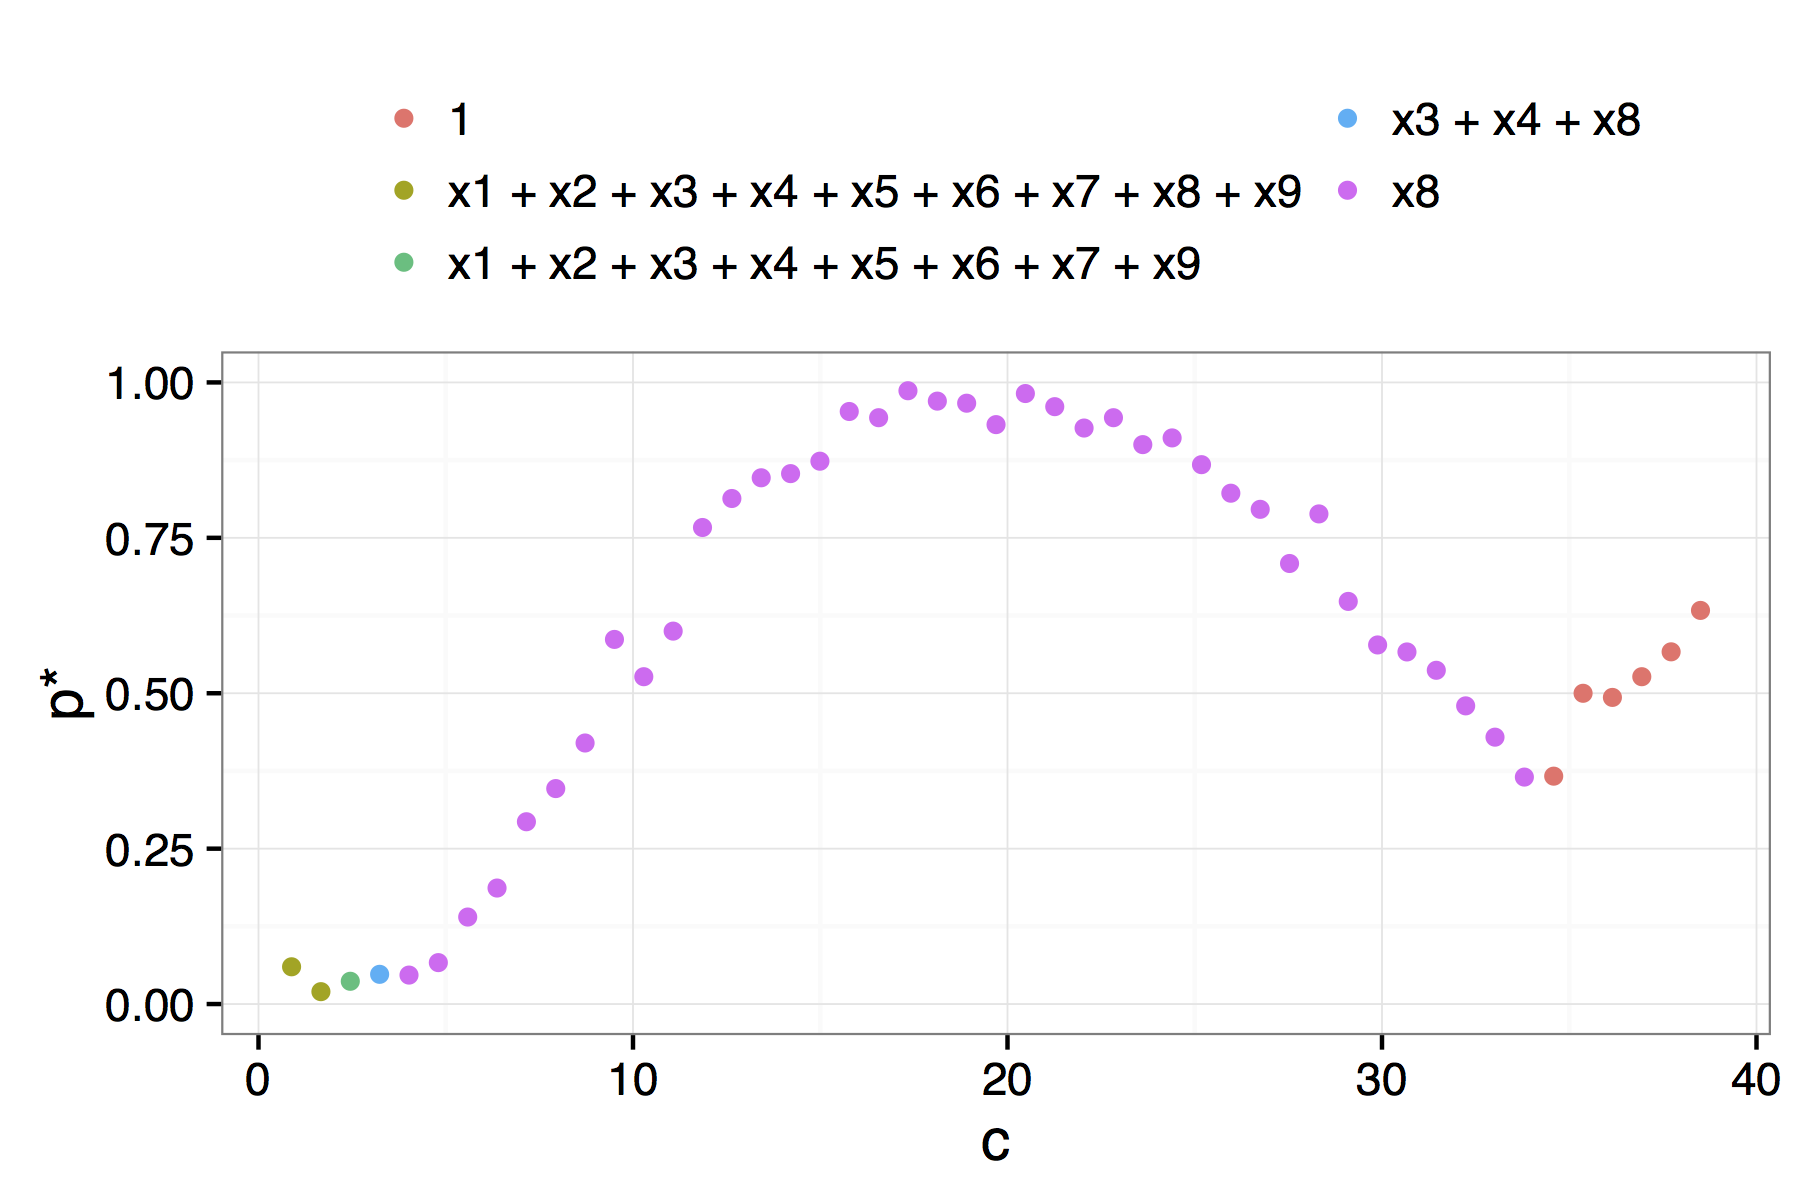 1
x1 + x2 + x3 + x4 + x5 + x6 + x7 + x8 + x9
x1 + x2 + x3 + x4 + x5 + x6 + x7 + x9
x3 + x4 + x8
x8
1.00
0.75
0.50
0.25
0.00
p*
0 10 20 30 40
c